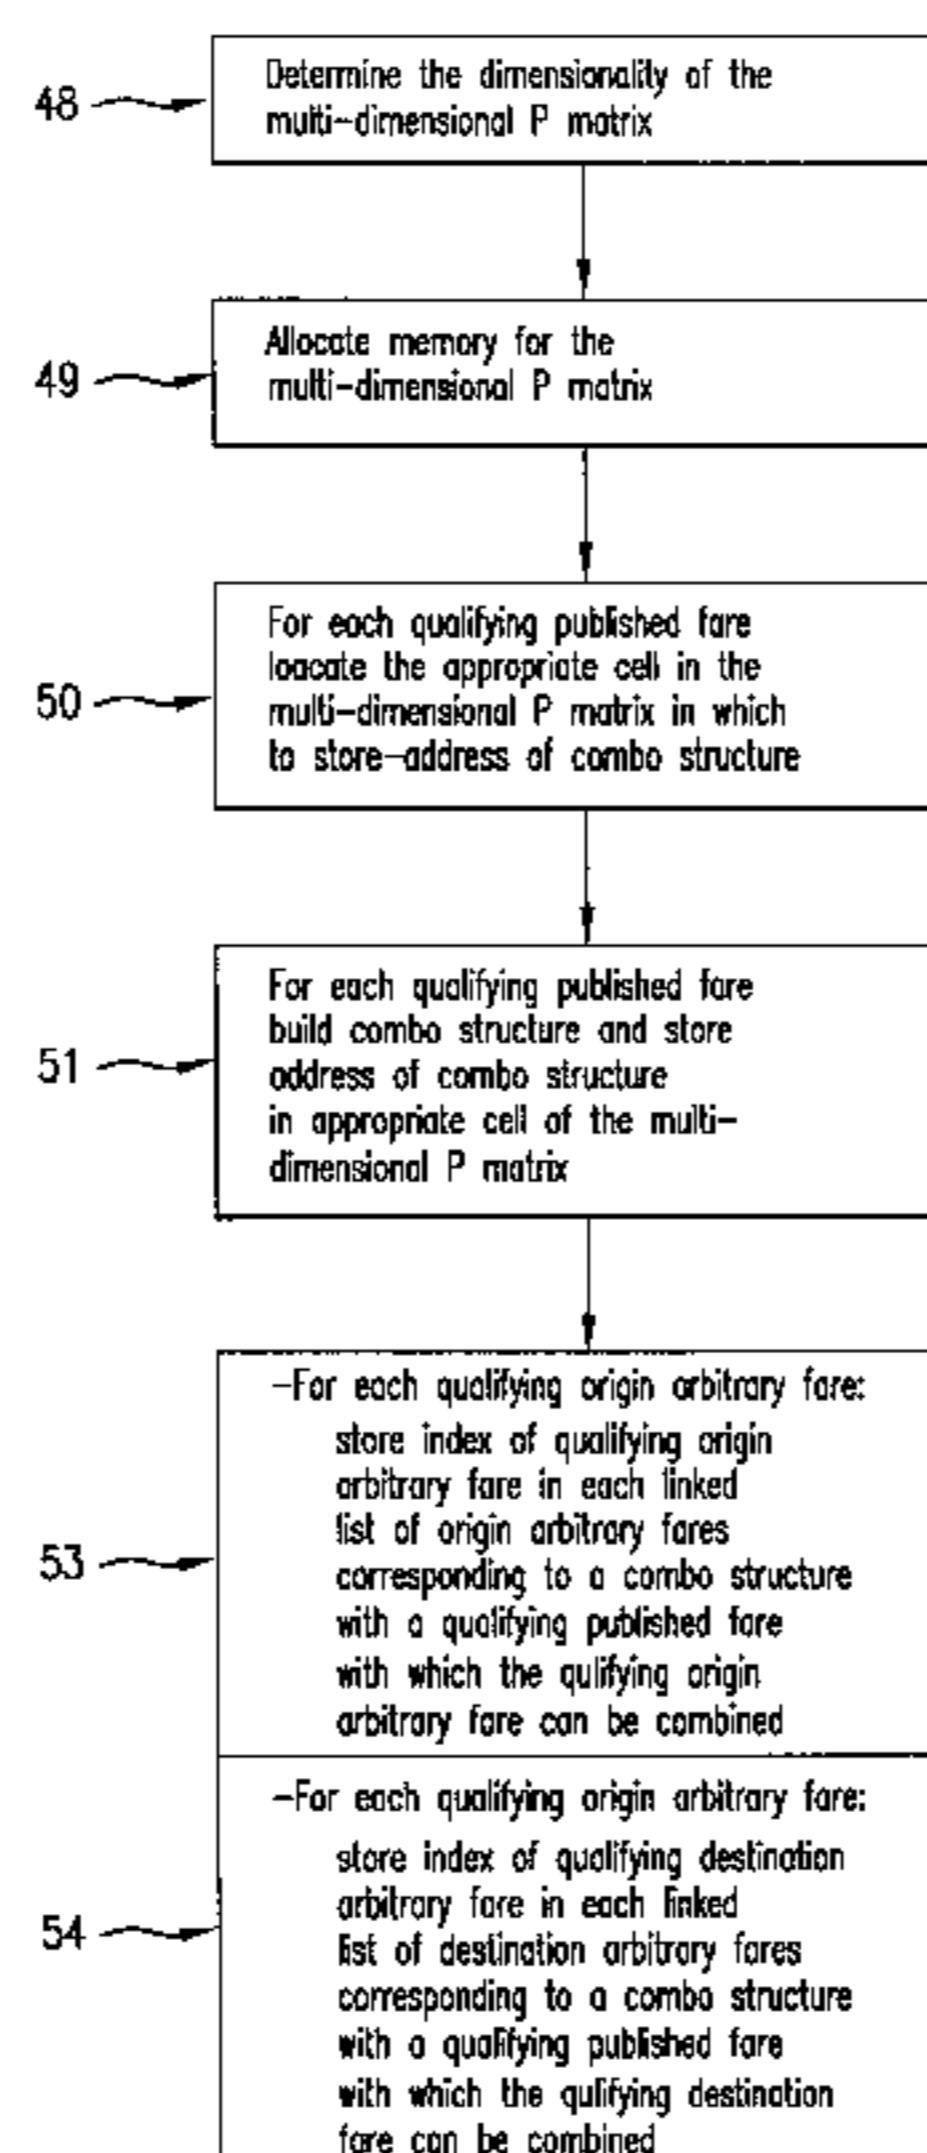 48
Determine the dimensionality of the
multi-dimensional P matrix
49
Allocate memory for the
multi-dimensional P matrix
50
For each qualifying published fare
loacate the appropriate cell in the
multi-dimensional P matrix in which
to store-address of combo structure
51
For each qualifying published fare
build combo structure and store
address of combo structure
in appropriate cell of the multi-
dimensional P matrix
53
-For each qualifying origin arbitrary fare:
store index of qualifying origin
arbitrary fare in each linked
list of origin arbitrary fares
corresponding to a combo structure
with a qualifying published fare
with which the qulifying origin
arbitrary fare can be combined
54
-For each qualifying origin arbitrary fare:
store index of qualifying destination
arbitrary fare in each linked
list of destination arbitrary fares
corresponding to a combo structure
with a qualifying published fare
with which the qulifying destination
fare can be combined